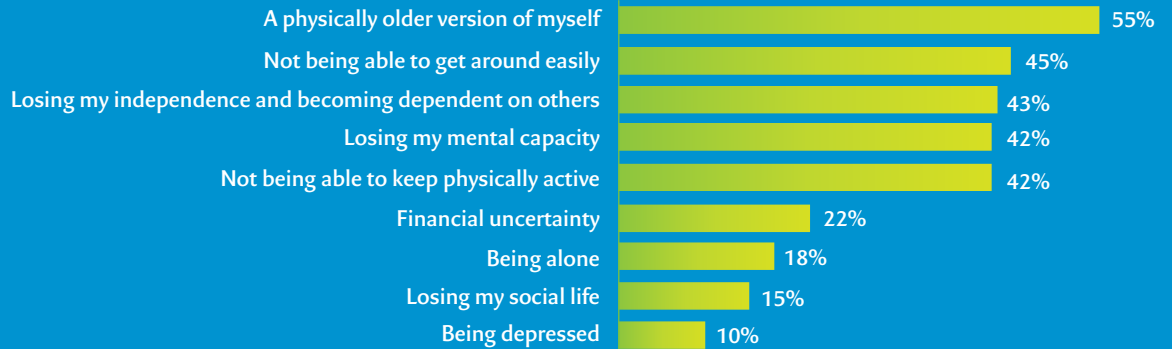 A physically older version of myself 55%
Not being able to get around easily 45%
Losing my independence and becoming dependent on others 43%
Losing my mental capacity 42%
Not being able to keep physically active 42%
Financial uncertainty 22%
Being alone 18%
Losing my social life 15%
Being depressed 10%